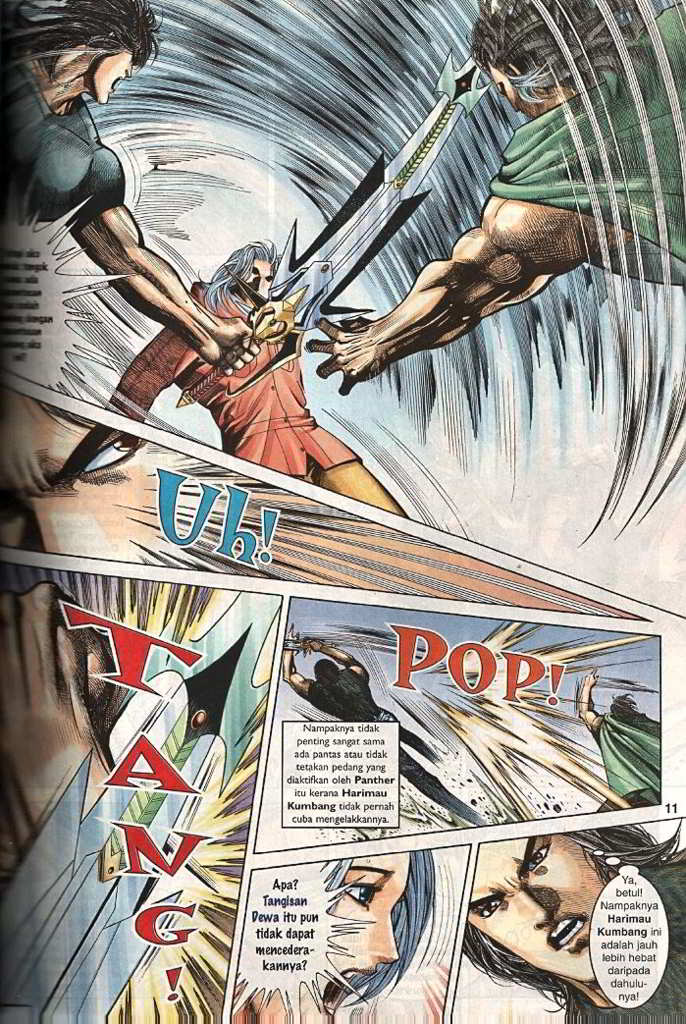 dengan
aku
Uh!
TANG!
POP!
Nampaknya tidak
penting sangat sama
ada pantas atau tidak
tetakan pedang yang
diaktifkan oleh Panther
itu kerana Harimau
Kumbang tidak pernah
cuba mengelakkannya.
11
Apa?
Tangisan
Dewa itu pun
tidak dapat
mencedera-
kannya?
Ya,
betul!
Nampaknya
Harimau
Kumbang ini
adalah jauh
lebih hebat
daripada
dahulu-
nya!